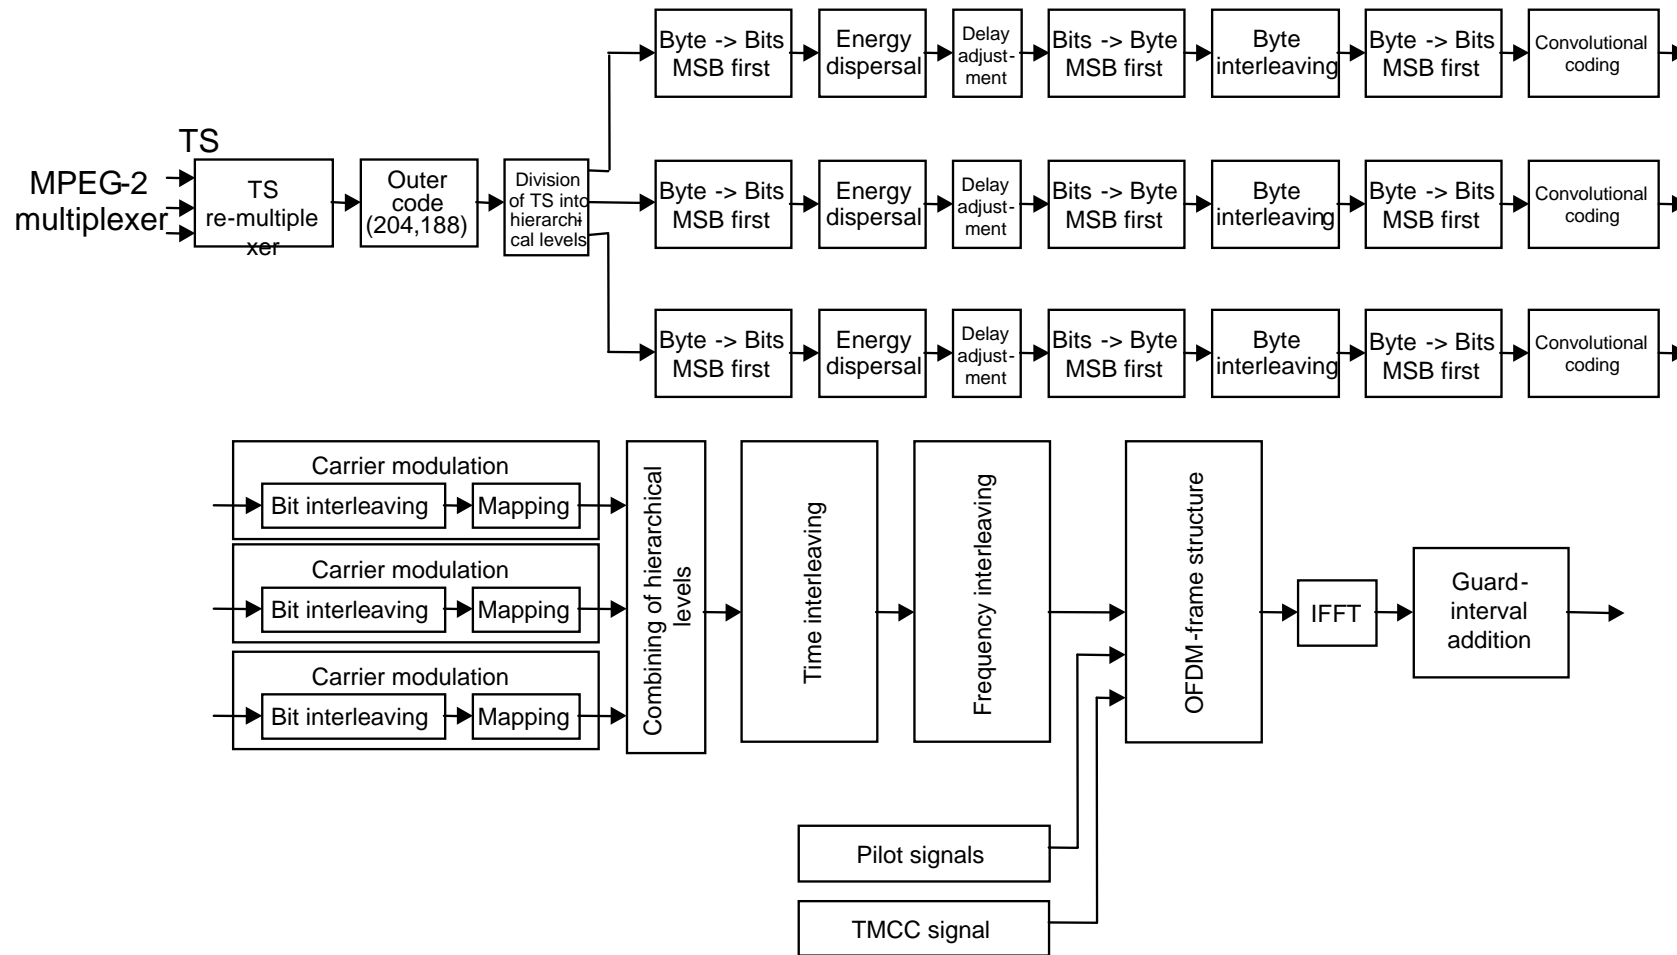 Byte -> Bits
MSB first
Energy
dispersal
Delay
adjust-
ment
Bits -> Byte
MSB first
Byte
interleaving
Byte -> Bits
MSB first
Convolutional
coding
TS
MPEG-2
multiplexer
TS
re-multiple
xer
Outer
code
(204,188)
Division
of TS into
hierarchi-
cal levels
Byte -> Bits
MSB first
Energy
dispersal
Delay
adjust-
ment
Bits -> Byte
MSB first
Byte
interleaving
Byte -> Bits
MSB first
Convolutional
coding
Byte -> Bits
MSB first
Energy
dispersal
Delay
adjust-
ment
Bits -> Byte
MSB first
Byte
interleaving
Byte -> Bits
MSB first
Convolutional
coding
Carrier modulation
Bit interleaving
Mapping
Carrier modulation
Bit interleaving
Mapping
Carrier modulation
Bit interleaving
Mapping
Combining of hierarchical
levels
Time interleaving
Frequency interleaving
OFDM-frame structure
IFFT
Guard-
interval
addition
Pilot signals
TMCC signal